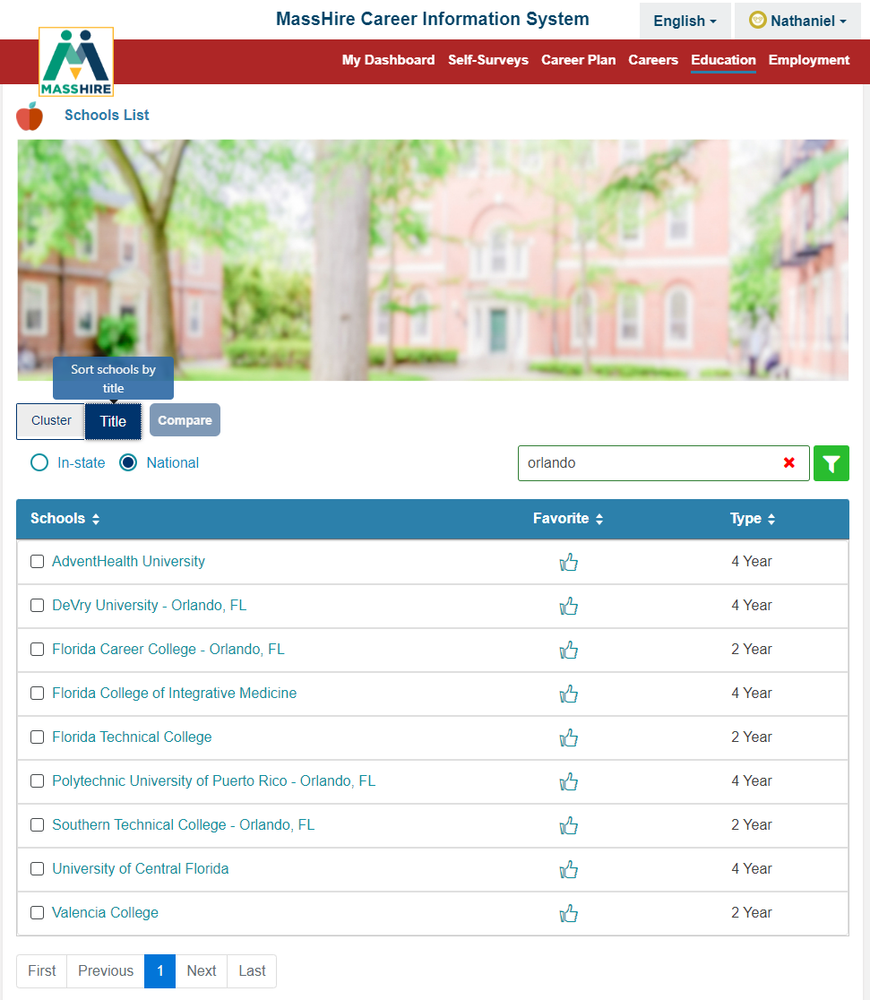 MassHire Career Information System
English
Nathaniel
MASSHIRE
My Dashboard Self-Surveys Career Plan Careers Education Employment
Schools List
Sort schools by
title
Cluster Title Compare
In-state National
orlando
Schools Favorite Type
AdventHealth University 4 Year
DeVry University - Orlando, FL 4 Year
Florida Career College - Orlando, FL 2 Year
Florida College of Integrative Medicine 4 Year
Florida Technical College 2 Year
Polytechnic University of Puerto Rico - Orlando, FL 4 Year
Southern Technical College - Orlando, FL 2 Year
University of Central Florida 4 Year
Valencia College 2 Year
First Previous 1 Next Last